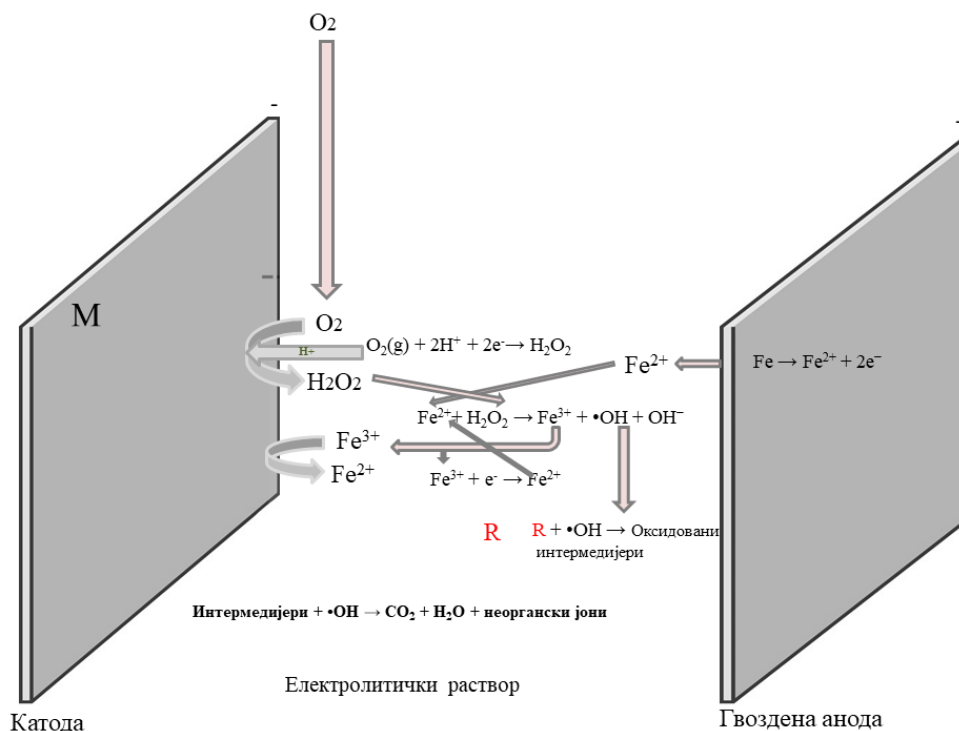 O₂
-
-
M
O₂
H+
O₂(g) + 2H⁺ + 2e⁻→ H₂O₂
Fe²⁺
Fe → Fe²⁺ + 2e⁻
H2O2
Fe²⁺+ H₂O₂ → Fe³⁺ + •OH + OH⁻
Fe³⁺
Fe²⁺
Fe³⁺ + e⁻ → Fe²⁺
R
R + •OH → Оксидовани
интермедијери
Интермедијери + •OH → CO₂ + H₂O + неоргански јони
Електролитички раствор
Катода
Гвоздена анода